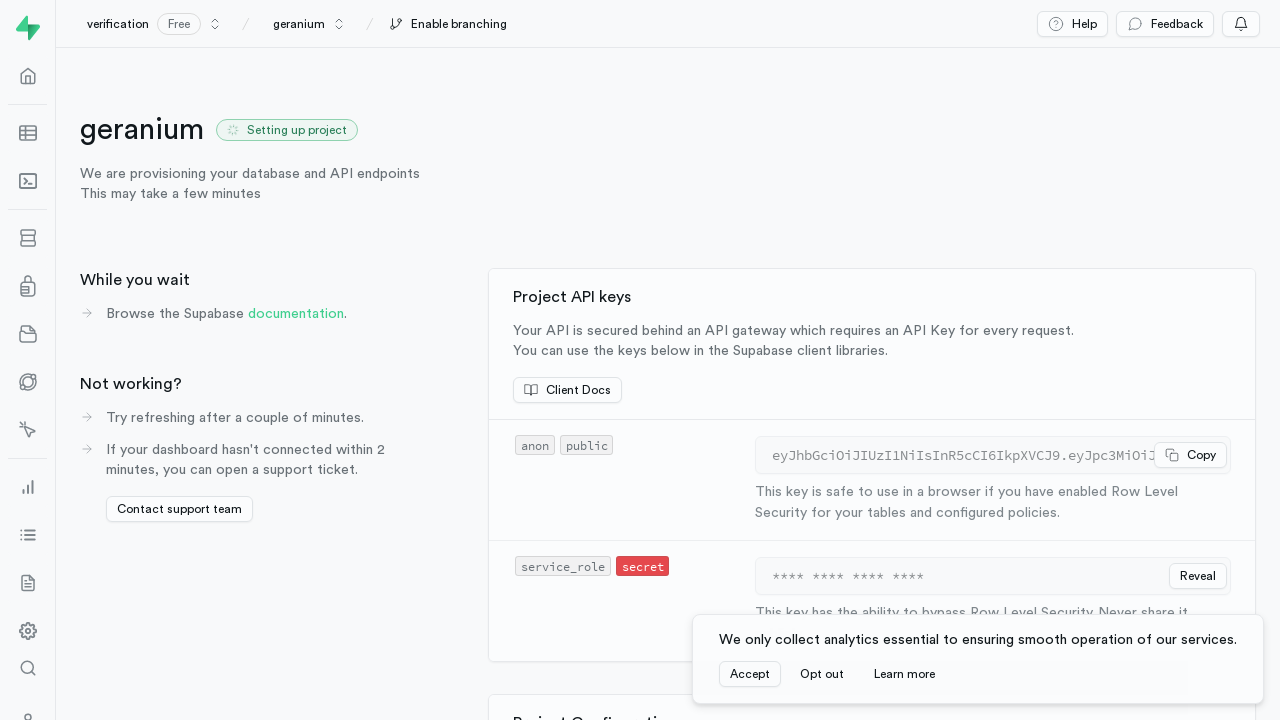 verification Free / geranium / Enable branching Help Feedback
geranium Setting up project
We are provisioning your database and API endpoints
This may take a few minutes
While you wait
Browse the Supabase documentation.
Not working?
Try refreshing after a couple of minutes.
If your dashboard hasn't connected within 2
minutes, you can open a support ticket.
Contact support team
Project API keys
Your API is secured behind an API gateway which requires an API Key for every request.
You can use the keys below in the Supabase client libraries.
Client Docs
anon public
eyJhbGciOiJIUzI1NiIsInR5cCI6IkpXVCJ9.eyJpc3MiOiJ Copy
This key is safe to use in a browser if you have enabled Row Level
Security for your tables and configured policies.
service_role secret
**** **** **** **** Reveal
This key has the ability to bypass Row Level Security. Never share it
We only collect analytics essential to ensuring smooth operation of our services.
Accept Opt out Learn more